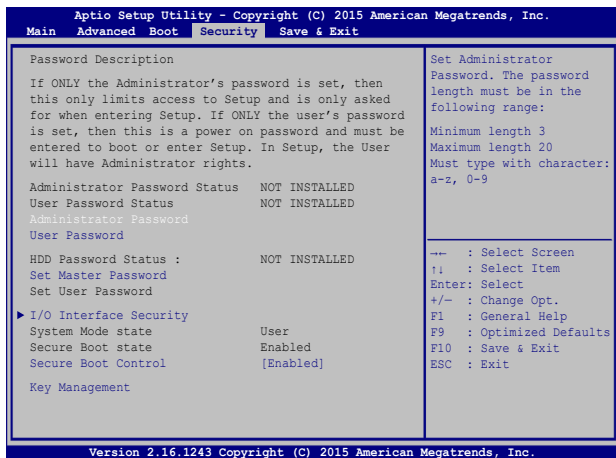 Aptio Setup Utility - Copyright (C) 2015 American Megatrends, Inc.
Main Advanced Boot Security Save & Exit
Password Description
If ONLY the Administrator's password is set, then
this only limits access to Setup and is only asked
for when entering Setup. If ONLY the user's password
is set, then this is a power on password and must be
entered to boot or enter Setup. In Setup, the User
will have Administrator rights.
Administrator Password Status NOT INSTALLED
User Password Status NOT INSTALLED
Administrator Password
User Password
HDD Password Status : NOT INSTALLED
Set Master Password
Set User Password
I/O Interface Security
System Mode state User
Secure Boot state Enabled
Secure Boot Control [Enabled]
Key Management
Set Administrator
Password. The password
length must be in the
following range:
Minimum length 3
Maximum length 20
Must type with character:
a-z, 0-9
→← : Select Screen
↑↓ : Select Item
Enter: Select
+/— : Change Opt.
F1 : General Help
F9 : Optimized Defaults
F10 : Save & Exit
ESC : Exit
Version 2.16.1243 Copyright (C) 2015 American Megatrends, Inc.